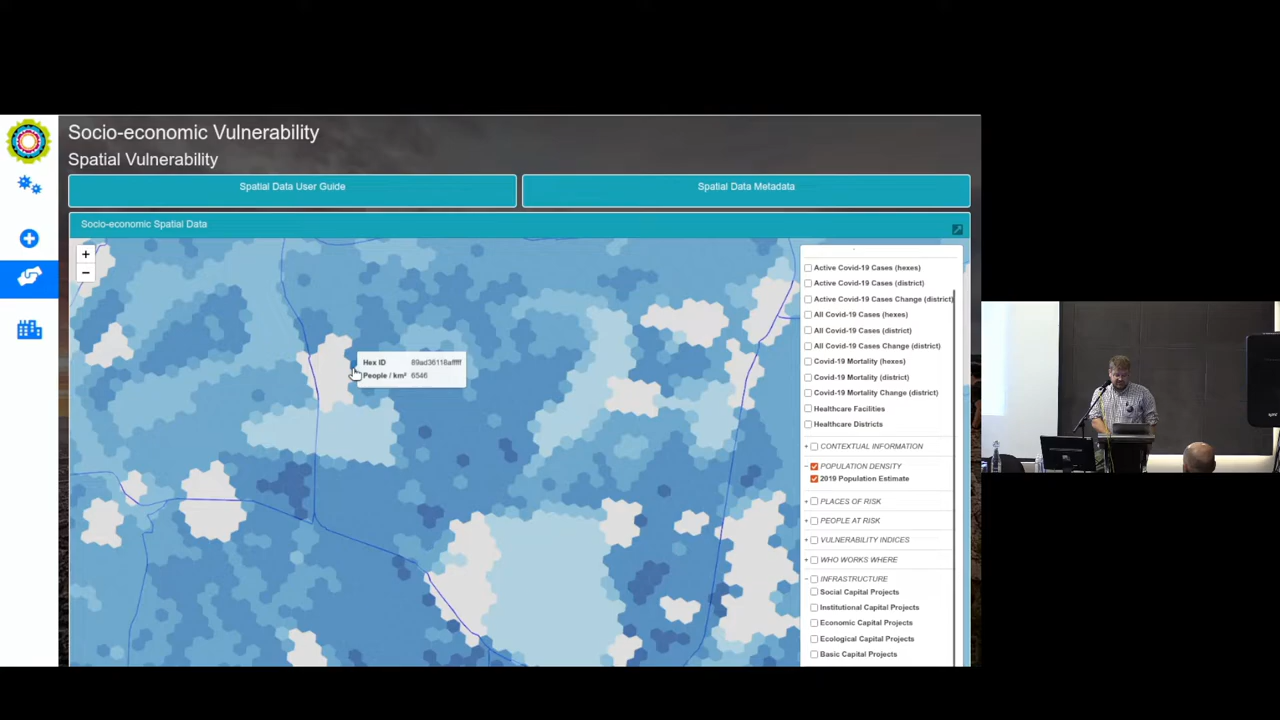 Socio-economic Vulnerability
Spatial Vulnerability
Spatial Data User Guide
Spatial Data Metadata
Socio-economic Spatial Data
+
−
Hex ID 89ad36118afffff
People / km² 6546
Active Covid-19 Cases (hexes)
Active Covid-19 Cases (district)
Active Covid-19 Cases Change (district)
All Covid-19 Cases (hexes)
All Covid-19 Cases (district)
All Covid-19 Cases Change (district)
Covid-19 Mortality (hexes)
Covid-19 Mortality (district)
Covid-19 Mortality Change (district)
Healthcare Facilities
Healthcare Districts
+ CONTEXTUAL INFORMATION
− POPULATION DENSITY
2019 Population Estimate
+ PLACES OF RISK
+ PEOPLE AT RISK
+ VULNERABILITY INDICES
+ WHO WORKS WHERE
− INFRASTRUCTURE
Social Capital Projects
Institutional Capital Projects
Economic Capital Projects
Ecological Capital Projects
Basic Capital Projects